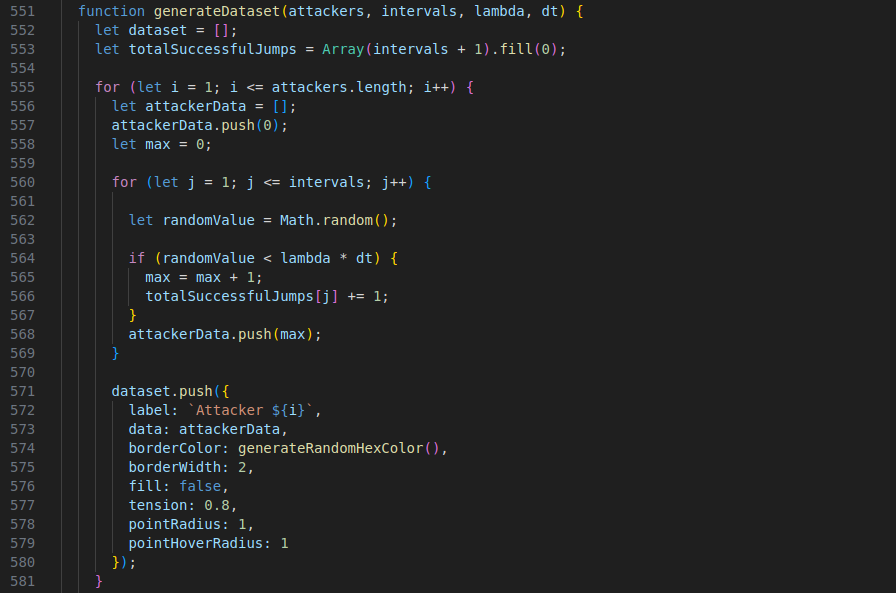 551 function generateDataset(attackers, intervals, lambda, dt) {
552 let dataset = [];
553 let totalSuccessfulJumps = Array(intervals + 1).fill(0);
554
555 for (let i = 1; i <= attackers.length; i++) {
556 let attackerData = [];
557 attackerData.push(0);
558 let max = 0;
559
560 for (let j = 1; j <= intervals; j++) {
561
562 let randomValue = Math.random();
563
564 if (randomValue < lambda * dt) {
565 max = max + 1;
566 totalSuccessfulJumps[j] += 1;
567 }
568 attackerData.push(max);
569 }
570
571 dataset.push({
572 label: `Attacker ${i}`,
573 data: attackerData,
574 borderColor: generateRandomHexColor(),
575 borderWidth: 2,
576 fill: false,
577 tension: 0.8,
578 pointRadius: 1,
579 pointHoverRadius: 1
580 });
581 }